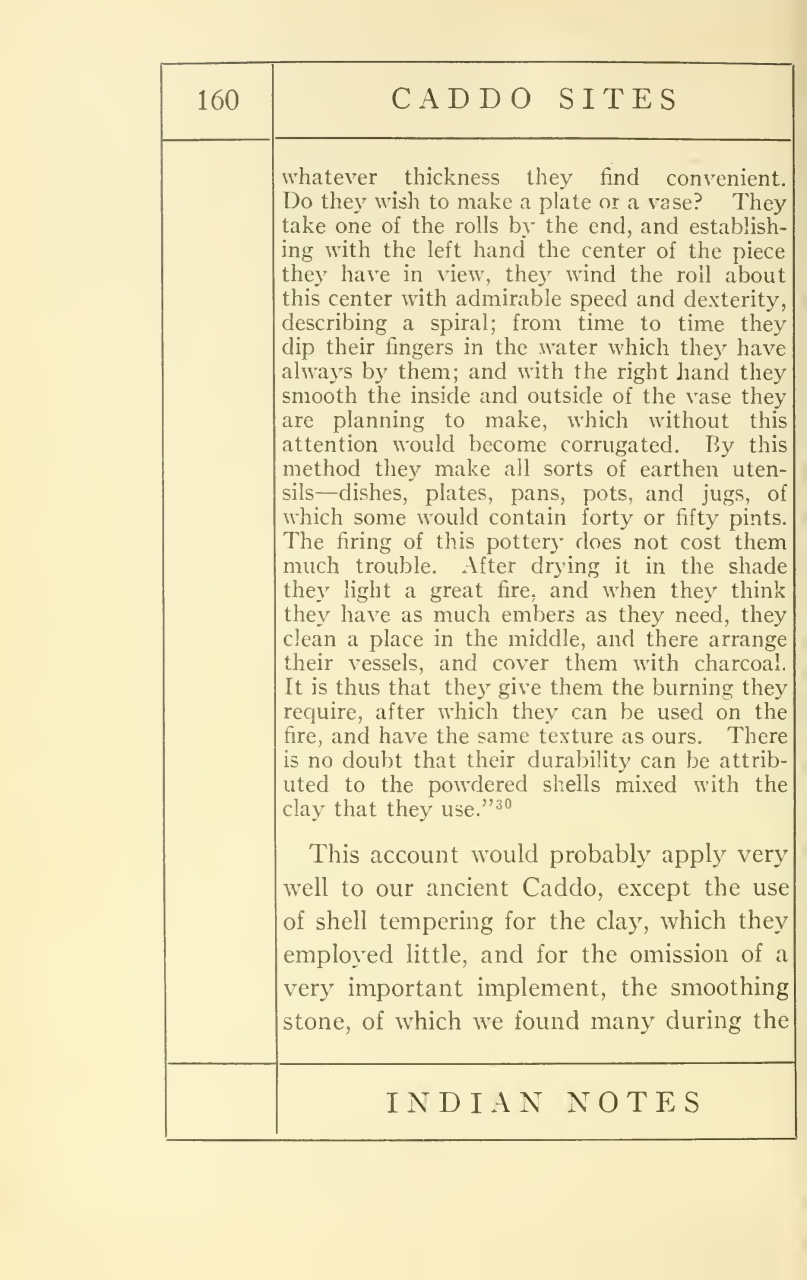 160
CADDO SITES
whatever thickness they find convenient.
Do they wish to make a plate or a vase? They
take one of the rolls by the end, and establish-
ing with the left hand the center of the piece
they have in view, they wind the roll about
this center with admirable speed and dexterity,
describing a spiral; from time to time they
dip their fingers in the water which they have
always by them; and with the right hand they
smooth the inside and outside of the vase they
are planning to make, which without this
attention would become corrugated. By this
method they make all sorts of earthen uten-
sils—dishes, plates, pans, pots, and jugs, of
which some would contain forty or fifty pints.
The firing of this pottery does not cost them
much trouble. After drying it in the shade
they light a great fire, and when they think
they have as much embers as they need, they
clean a place in the middle, and there arrange
their vessels, and cover them with charcoal.
It is thus that they give them the burning they
require, after which they can be used on the
fire, and have the same texture as ours. There
is no doubt that their durability can be attrib-
uted to the powdered shells mixed with the
clay that they use."30
This account would probably apply very
well to our ancient Caddo, except the use
of shell tempering for the clay, which they
employed little, and for the omission of a
very important implement, the smoothing
stone, of which we found many during the
INDIAN NOTES